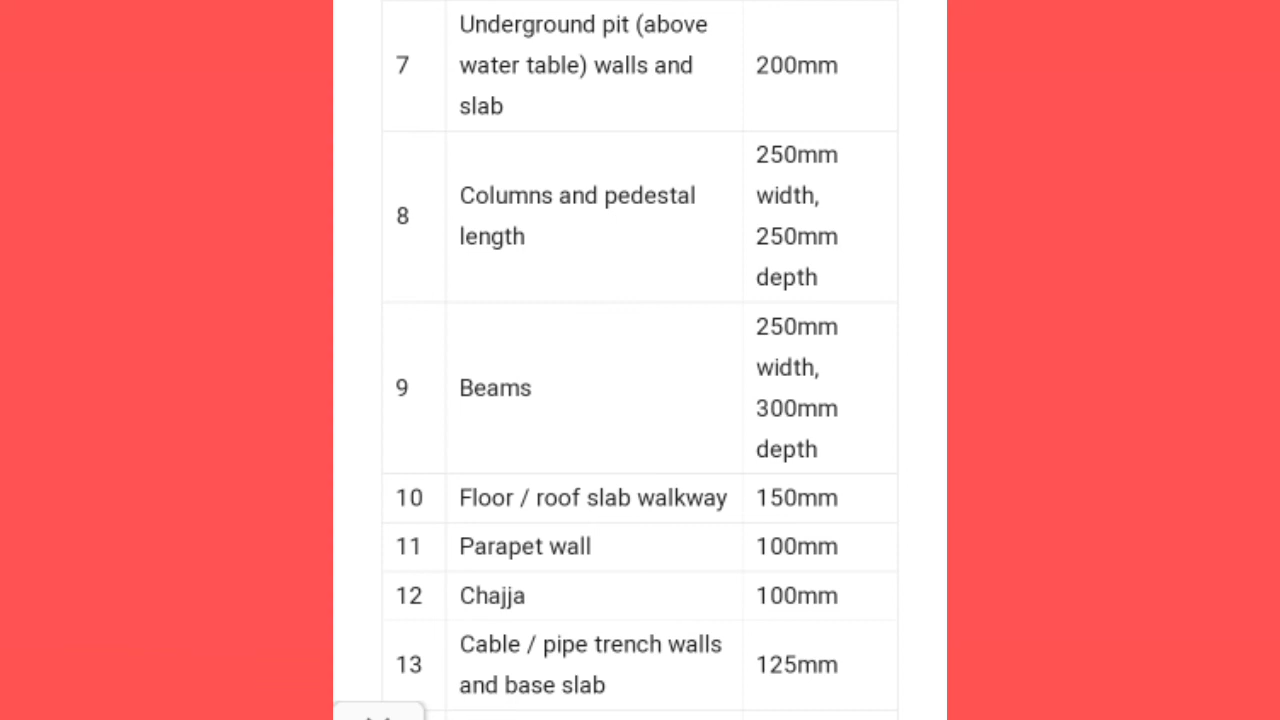 7
Underground pit (above
water table) walls and
slab
200mm
8
Columns and pedestal
length
250mm
width,
250mm
depth
9
Beams
250mm
width,
300mm
depth
10 Floor / roof slab walkway 150mm
11 Parapet wall 100mm
12 Chajja 100mm
13
Cable / pipe trench walls
and base slab
125mm